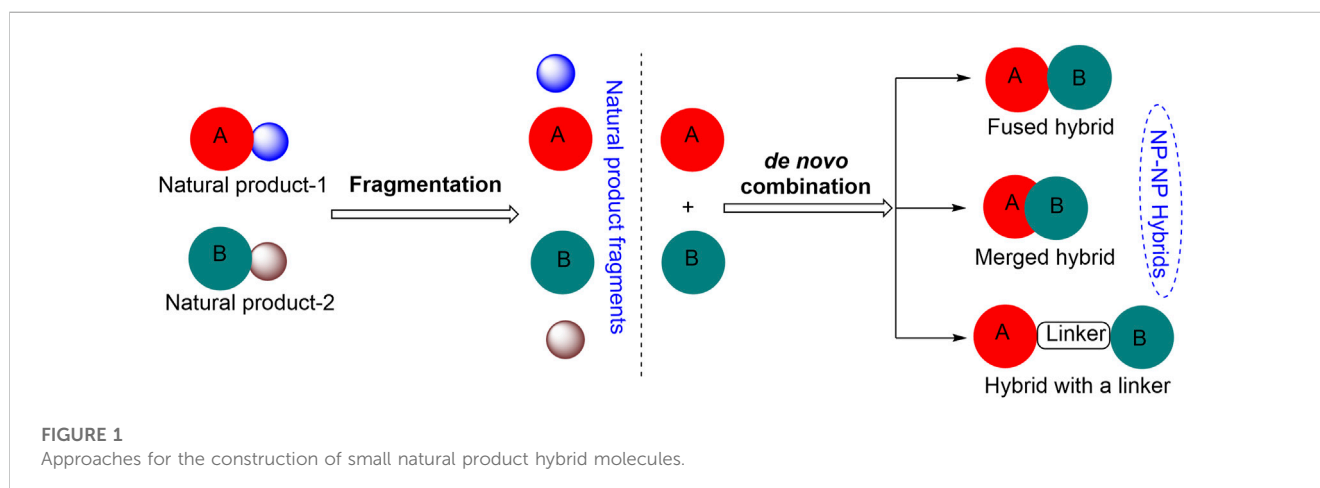 A
Natural product-1
B
Natural product-2
Fragmentation
A
B
Natural product fragments
A
+
B
de novo
combination
A
B
Fused hybrid
A
B
Merged hybrid
A
Linker
B
Hybrid with a linker
NP-NP Hybrids
FIGURE 1
Approaches for the construction of small natural product hybrid molecules.